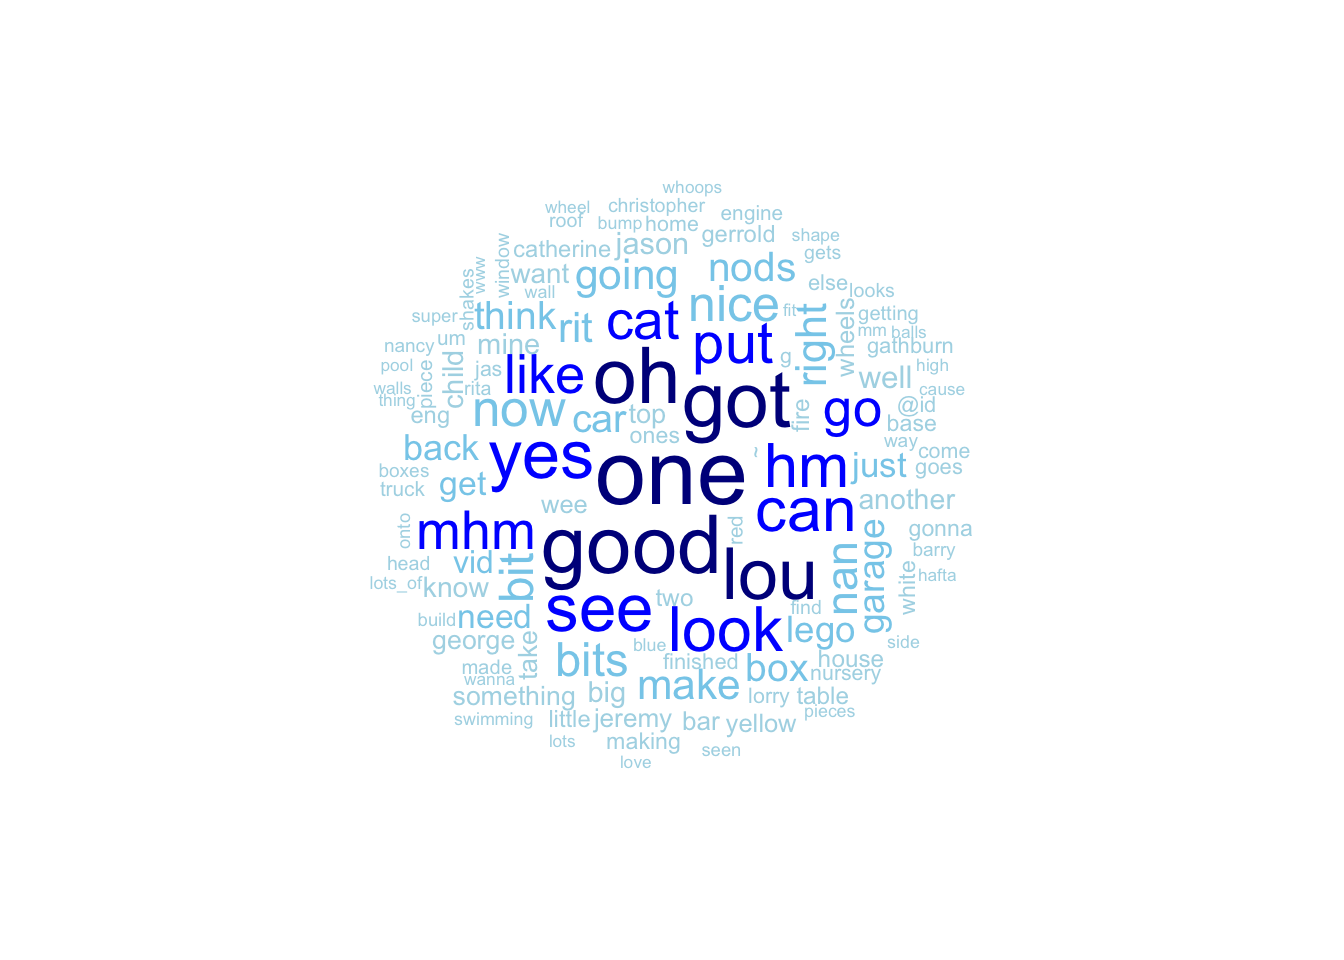 whoops
wheel
christopher
roof
bump
home
engine
window
catherine
jason
gerrold
shape
gets
www
want
going
nods
else
looks
shakes
wall
nice
fit
right
wheels
getting
super
think
rit
cat
put
mm
balls
nancy
um
mine
gathburn
pool
piece
child
jas
like
oh
got
g
well
high
walls
rita
cause
thing
eng
now
car
top
fire
go
@id
base
ones
way
back
yes
one
~
hm
just
come
boxes
get
goes
truck
wee
can
another
onto
mhm
good
red
gonna
head
vid
bit
lou
nan
garage
barry
lots_of
know
two
white
hafta
build
need
see
look
find
lego
george
take
blue
side
made
bits
finished
box
house
wanna
nursery
something
big
make
lorry
table
swimming
little
jeremy
bar
yellow
pieces
lots
making
seen
love